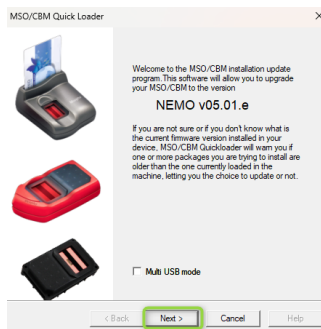 MSO/CBM Quick Loader
Welcome to the MSO/CBM installation update
program.This software will allow you to upgrade
your MSO/CBM to the version
NEMO v05.01.e
If you are not sure or if you don't know what is
the current firmware version installed in your
device, MSO/CBM Quickloader will warn you if
one or more packages you are trying to install are
older than the one currently loaded in the
machine, letting you the choice to update or not.
Multi USB mode
< Back
Next >
Cancel
Help